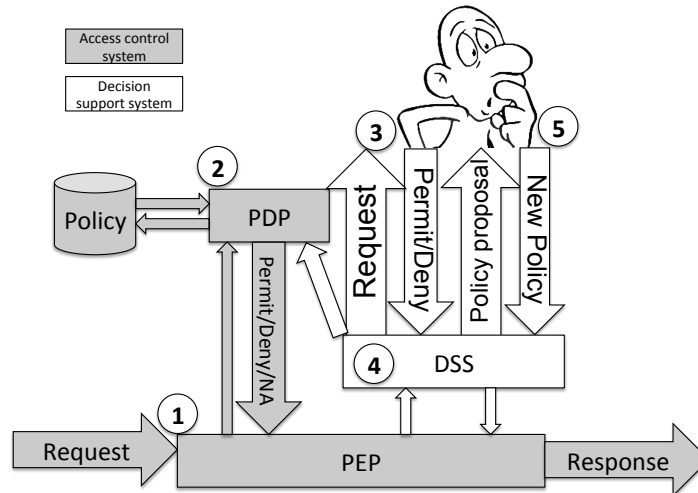 Access control
system
Decision
support system
3
5
2
Policy
PDP
Request
Permit/Deny
Policy proposal
New Policy
Permit/Deny/NA
4
DSS
1
Request
PEP
Response